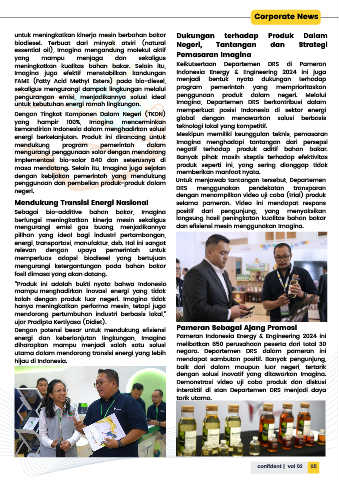 Corporate News
untuk meningkatkan kinerja mesin berbahan bakar
biodiesel. Terbuat dari minyak atsiri (natural
essential oil), Imagina mengandung molekul aktif
yang mampu menjaga dan sekaligus
meningkatkan kualitas bahan bakar. Selain itu,
Imagina juga efektif menstabilkan kandungan
FAME (Fatty Acid Methyl Esters) pada bio-diesel,
sekaligus mengurangi dampak lingkungan melalui
pengurangan emisi, menjadikannya solusi ideal
untuk kebutuhan energi ramah lingkungan.
Dengan Tingkat Komponen Dalam Negeri (TKDN)
yang hampir 100%, Imagina mencerminkan
kemandirian Indonesia dalam menghadirkan solusi
energi berkelanjutan. Produk ini dirancang untuk
mendukung program pemerintah dalam
mengurangi penggunaan solar dengan mendorong
implementasi bio-solar B40 dan seterusnya di
masa mendatang. Selain itu, Imagina juga sejalan
dengan kebijakan pemerintah yang mendukung
penggunaan dan pembelian produk-produk dalam
negeri.
Mendukung Transisi Energi Nasional
Sebagai bio-additive bahan bakar, Imagina
berfungsi meningkatkan kinerja mesin sekaligus
mengurangi emisi gas buang menjadikannya
pilihan yang ideal bagi industri pertambangan,
energi, transportasi, manufaktur, dsb. Hal ini sangat
relevan dengan upaya pemerintah untuk
memperluas adopsi biodiesel yang bertujuan
mengurangi ketergantungan pada bahan bakar
fosil dimasa yang akan datang.
"Produk ini adalah bukti nyata bahwa Indonesia
mampu menghadirkan inovasi energi yang tidak
kalah dengan produk luar negeri. Imagina tidak
hanya meningkatkan performa mesin, tetapi juga
mendorong pertumbuhan industri berbasis lokal,"
ujar Pradipta Kertiyasa (Didiet).
Dengan potensi besar untuk mendukung efisiensi
energi dan keberlanjutan lingkungan, Imagina
diharapkan mampu menjadi salah satu solusi
utama dalam mendorong transisi energi yang lebih
hijau di Indonesia.
Dukungan terhadap Produk Dalam
Negeri, Tantangan dan Strategi
Pemasaran Imagina
Keikutsertaan Departemen DRS di Pameran
Indonesia Energy & Engineering 2024 ini juga
menjadi bentuk nyata dukungan terhadap
program pemerintah yang memprioritaskan
penggunaan produk dalam negeri. Melalui
Imagina, Departemen DRS berkontribusi dalam
memperkuat posisi Indonesia di sektor energi
global dengan menawarkan solusi berbasis
teknologi lokal yang kompetitif.
Meskipun memiliki keunggulan teknis, pemasaran
Imagina menghadapi tantangan dari persepsi
negatif terhadap produk aditif bahan bakar.
Banyak pihak masih skeptis terhadap efektivitas
produk seperti ini, yang sering dianggap tidak
memberikan manfaat nyata.
Untuk menjawab tantangan tersebut, Departemen
DRS menggunakan pendekatan transparan
dengan menampilkan video uji coba (trial) produk
selama pameran. Video ini mendapat respons
positif dari pengunjung, yang menyaksikan
langsung hasil peningkatan kualitas bahan bakar
dan efisiensi mesin menggunakan Imagina.
Pameran Sebagai Ajang Promosi
Pameran Indonesia Energy & Engineering 2024 ini
melibatkan 850 perusahaan peserta dari total 30
negara. Departemen DRS dalam pameran ini
mendapat sambutan positif. Banyak pengunjung,
baik dari dalam maupun luar negeri, tertarik
dengan solusi inovatif yang ditawarkan Imagina.
Demonstrasi video uji coba produk dan diskusi
interaktif di stan Departemen DRS menjadi daya
tarik utama.